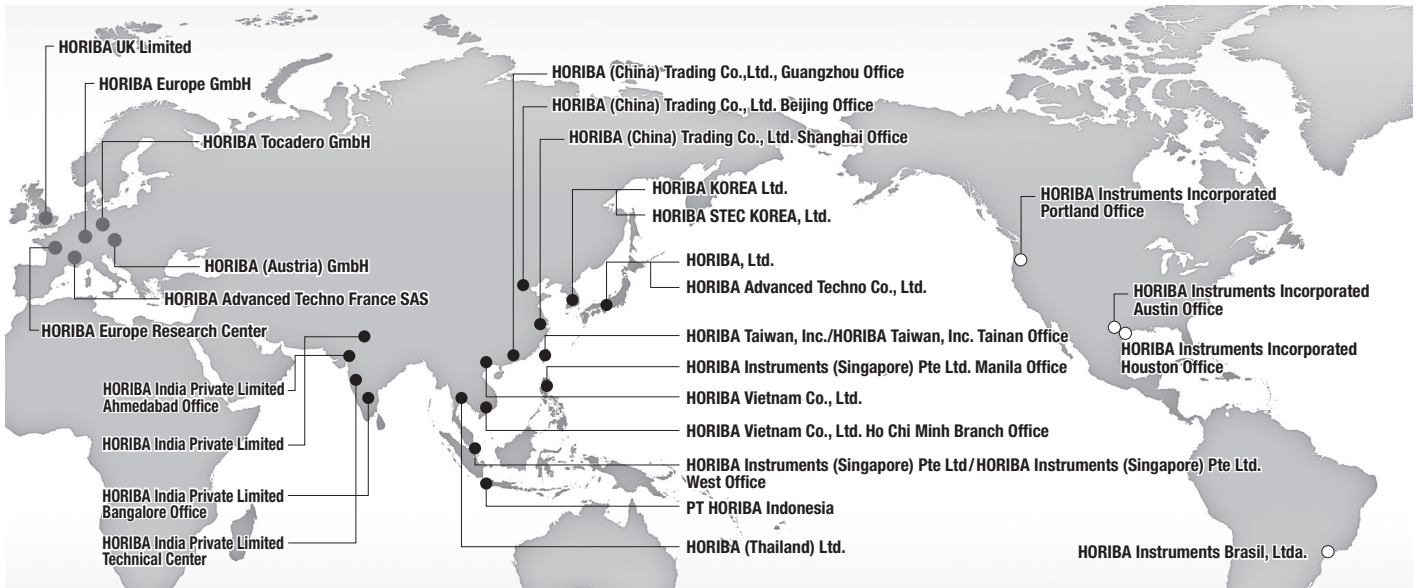 HORIBA UK Limited
HORIBA Europe GmbH
HORIBA Tocadero GmbH
HORIBA (Austria) GmbH
HORIBA Advanced Techno France SAS
HORIBA Europe Research Center
HORIBA India Private Limited
Ahmedabad Office
HORIBA India Private Limited
HORIBA India Private Limited
Bangalore Office
HORIBA India Private Limited
Technical Center
HORIBA (China) Trading Co.,Ltd., Guangzhou Office
HORIBA (China) Trading Co., Ltd. Beijing Office
HORIBA (China) Trading Co., Ltd. Shanghai Office
HORIBA KOREA Ltd.
HORIBA STEC KOREA, Ltd.
HORIBA, Ltd.
HORIBA Advanced Techno Co., Ltd.
HORIBA Taiwan, Inc./HORIBA Taiwan, Inc. Tainan Office
HORIBA Instruments (Singapore) Pte Ltd. Manila Office
HORIBA Vietnam Co., Ltd.
HORIBA Vietnam Co., Ltd. Ho Chi Minh Branch Office
HORIBA Instruments (Singapore) Pte Ltd/HORIBA Instruments (Singapore) Pte Ltd.
West Office
PT HORIBA Indonesia
HORIBA (Thailand) Ltd.
HORIBA Instruments Incorporated
Portland Office
HORIBA Instruments Incorporated
Austin Office
HORIBA Instruments Incorporated
Houston Office
HORIBA Instruments Brasil, Ltda.